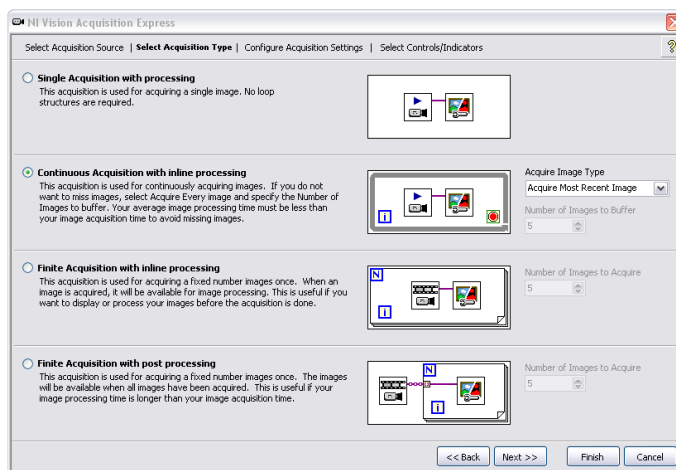 NI Vision Acquisition Express
Select Acquisition Source | Select Acquisition Type | Configure Acquisition Settings | Select Controls/Indicators
?
Single Acquisition with processing
This acquisition is used for acquiring a single image. No loop
structures are required.
Continuous Acquisition with inline processing
This acquisition is used for continuously acquiring images. If you do not
want to miss images, select Acquire Every image and specify the Number of
Images to buffer. Your average image processing time must be less than
your image acquisition time to avoid missing images.
i
Acquire Image Type
Acquire Most Recent Image
Number of Images to Buffer
5
Finite Acquisition with inline processing
This acquisition is used for acquiring a fixed number images once. When an
image is acquired, it will be available for image processing. This is useful if you
want to display or process your images before the acquisition is done.
N
i
Number of Images to Acquire
5
Finite Acquisition with post processing
This acquisition is used for acquiring a fixed number images once. The images
will be available when all images have been acquired. This is useful if your
image processing time is longer than your image acquisition time.
N
i
Number of Images to Acquire
5
<< Back
Next >>
Finish
Cancel